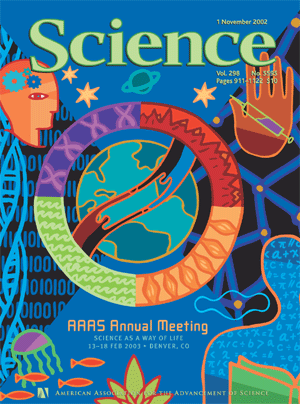 1 November 2002
Science
Vol. 298 No. 5595
Pages 911–1122 $10
AAAS Annual Meeting
SCIENCE AS A WAY OF LIFE
13–18 FEB 2003 • DENVER, CO
AMERICAN ASSOCIATION FOR THE ADVANCEMENT OF SCIENCE